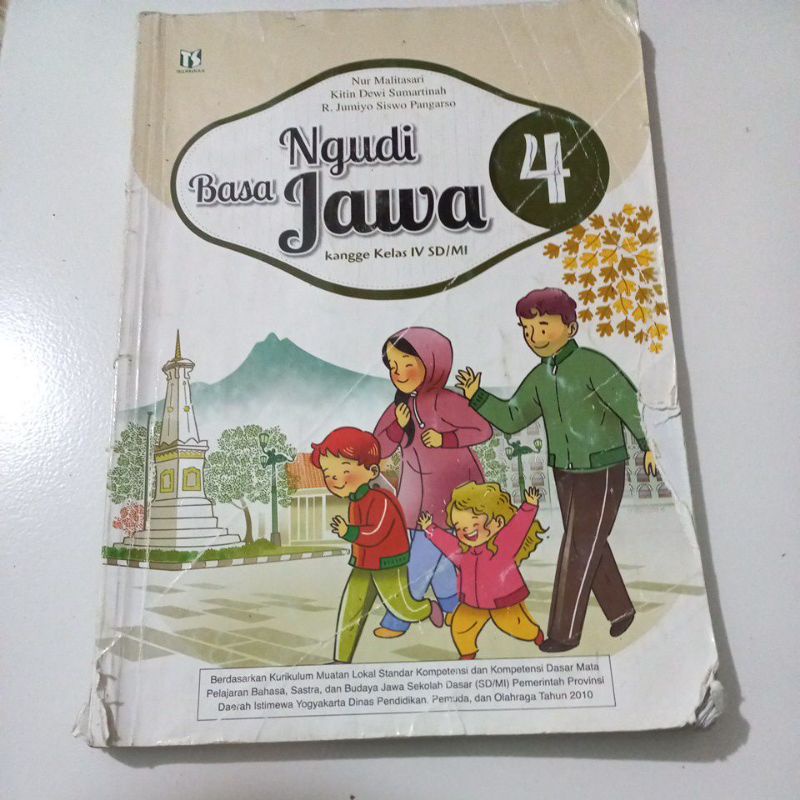 TS
Nur Malitasari
Kitin Dewi Sumartinah
R. Jumiyo Siswo Pangarso
Ngudi
Basa Jawa
4
kangge Kelas IV SD/MI
Berdasarkan Kurikulum Muatan Lokal Standar Kompetensi dan Kompetensi Dasar Mata
Pelajaran Bahasa, Sastra, dan Budaya Jawa Sekolah Dasar (SD/MI) Pemerintah Provinsi
Daerah Istimewa Yogyakarta Dinas Pendidikan, Pemuda, dan Olahraga Tahun 2010